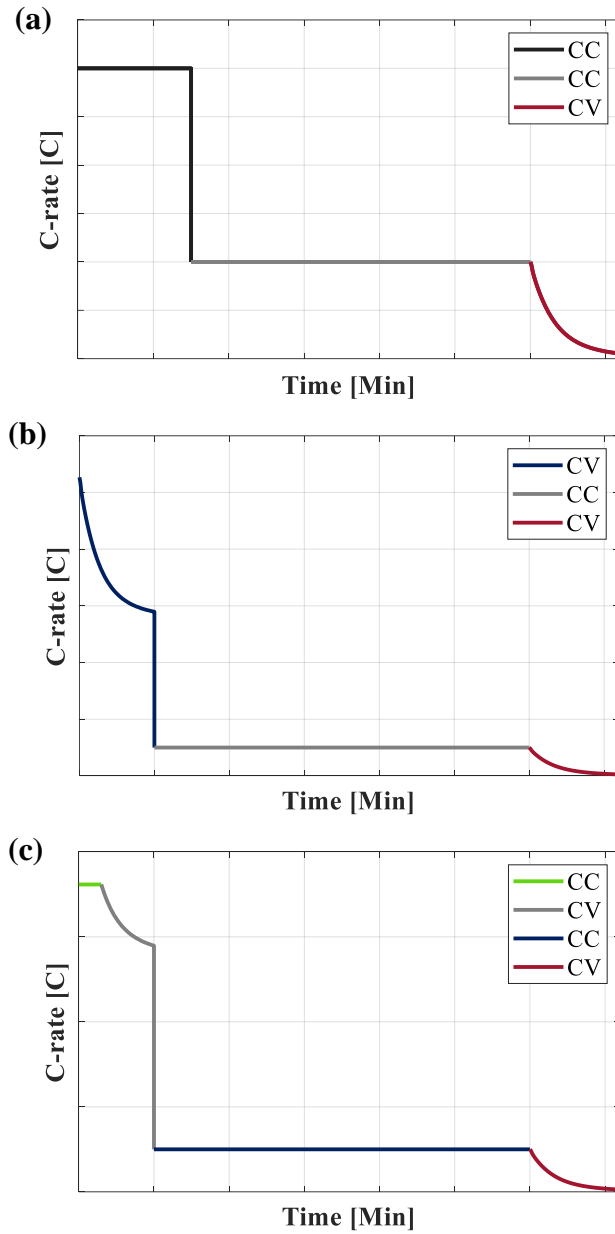 (a)
CC
CC
CV
C-rate [C]
Time [Min]
(b)
CV
CC
CV
C-rate [C]
Time [Min]
(c)
CC
CV
CC
CV
C-rate [C]
Time [Min]